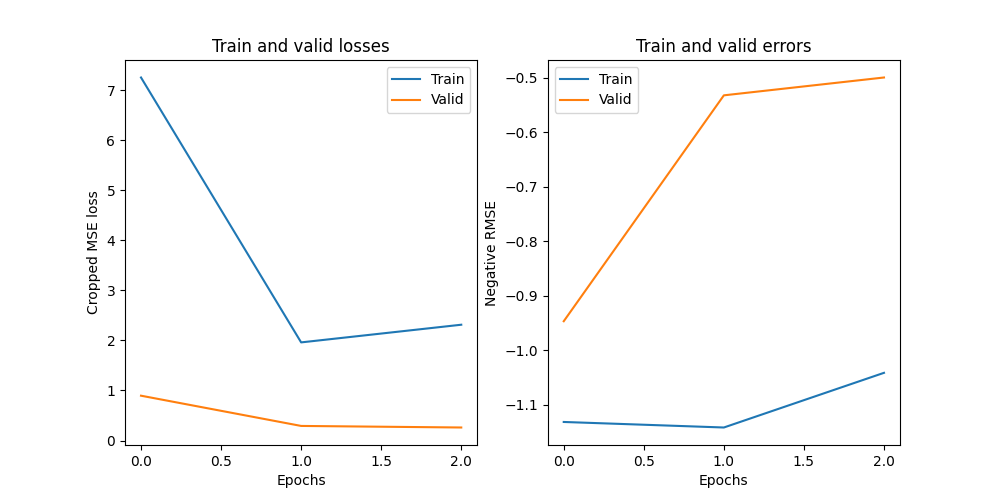 Train and valid losses
Train
Valid
7
6
5
4
3
2
1
0
Cropped MSE loss
0.0 0.5 1.0 1.5 2.0
Epochs
Train and valid errors
Train
Valid
−0.5
−0.6
−0.7
−0.8
−0.9
−1.0
−1.1
Negative RMSE
0.0 0.5 1.0 1.5 2.0
Epochs